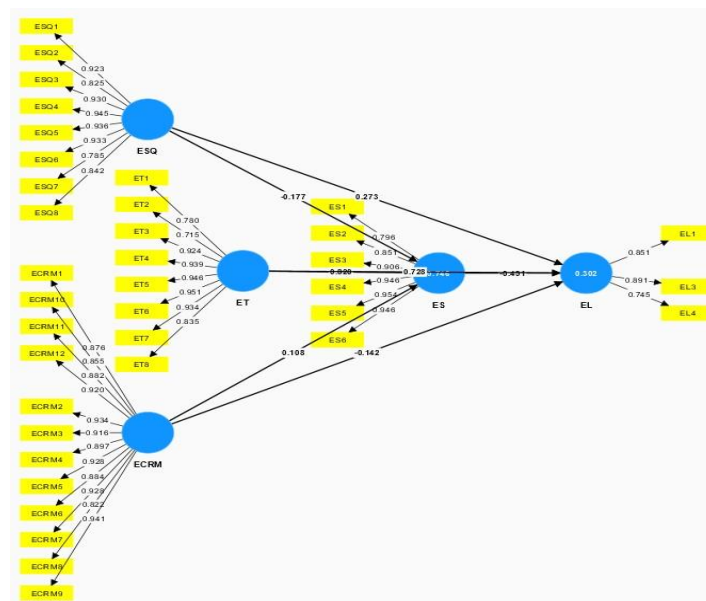 ESQ1
ESQ2
ESQ3
ESQ4
ESQ5
ESQ6
ESQ7
ESQ8
0.923
0.825
0.930
0.945
0.936
0.933
0.785
0.842
ESQ
ET1
ET2
ET3
ET4
ET5
ET6
ET7
ET8
0.780
0.715
0.924
0.939
0.946
0.951
0.934
0.835
ET
ECRM1
ECRM10
ECRM11
ECRM12
ECRM2
ECRM3
ECRM4
ECRM5
ECRM6
ECRM7
ECRM8
ECRM9
0.876
0.855
0.882
0.920
0.934
0.916
0.897
0.928
0.884
0.928
0.822
0.941
ECRM
-0.177
0.273
0.728
0.108
-0.142
ES1
ES2
ES3
ES4
ES5
ES6
0.796
0.851
0.906
0.946
0.954
0.946
ES
0.302
EL
EL1
EL3
EL4
0.851
0.891
0.745